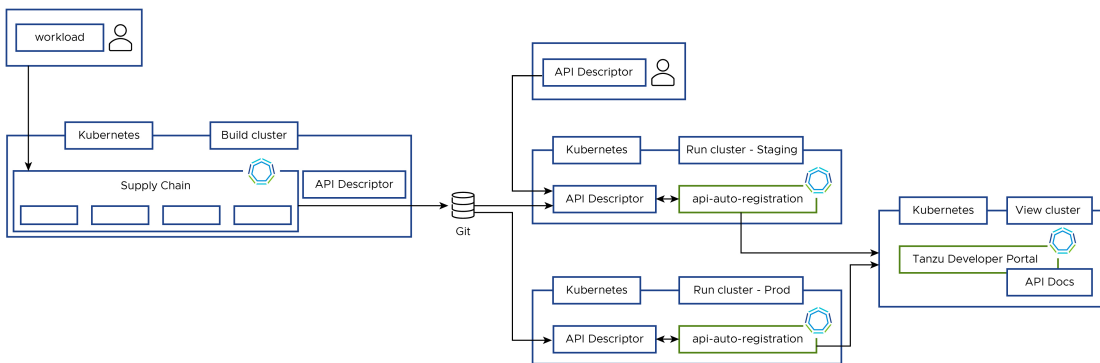 workload
Kubernetes
Build cluster
Supply Chain
API Descriptor
Git
API Descriptor
Kubernetes
Run cluster - Staging
API Descriptor
api-auto-registration
Kubernetes
Run cluster - Prod
API Descriptor
api-auto-registration
Kubernetes
View cluster
Tanzu Developer Portal
API Docs